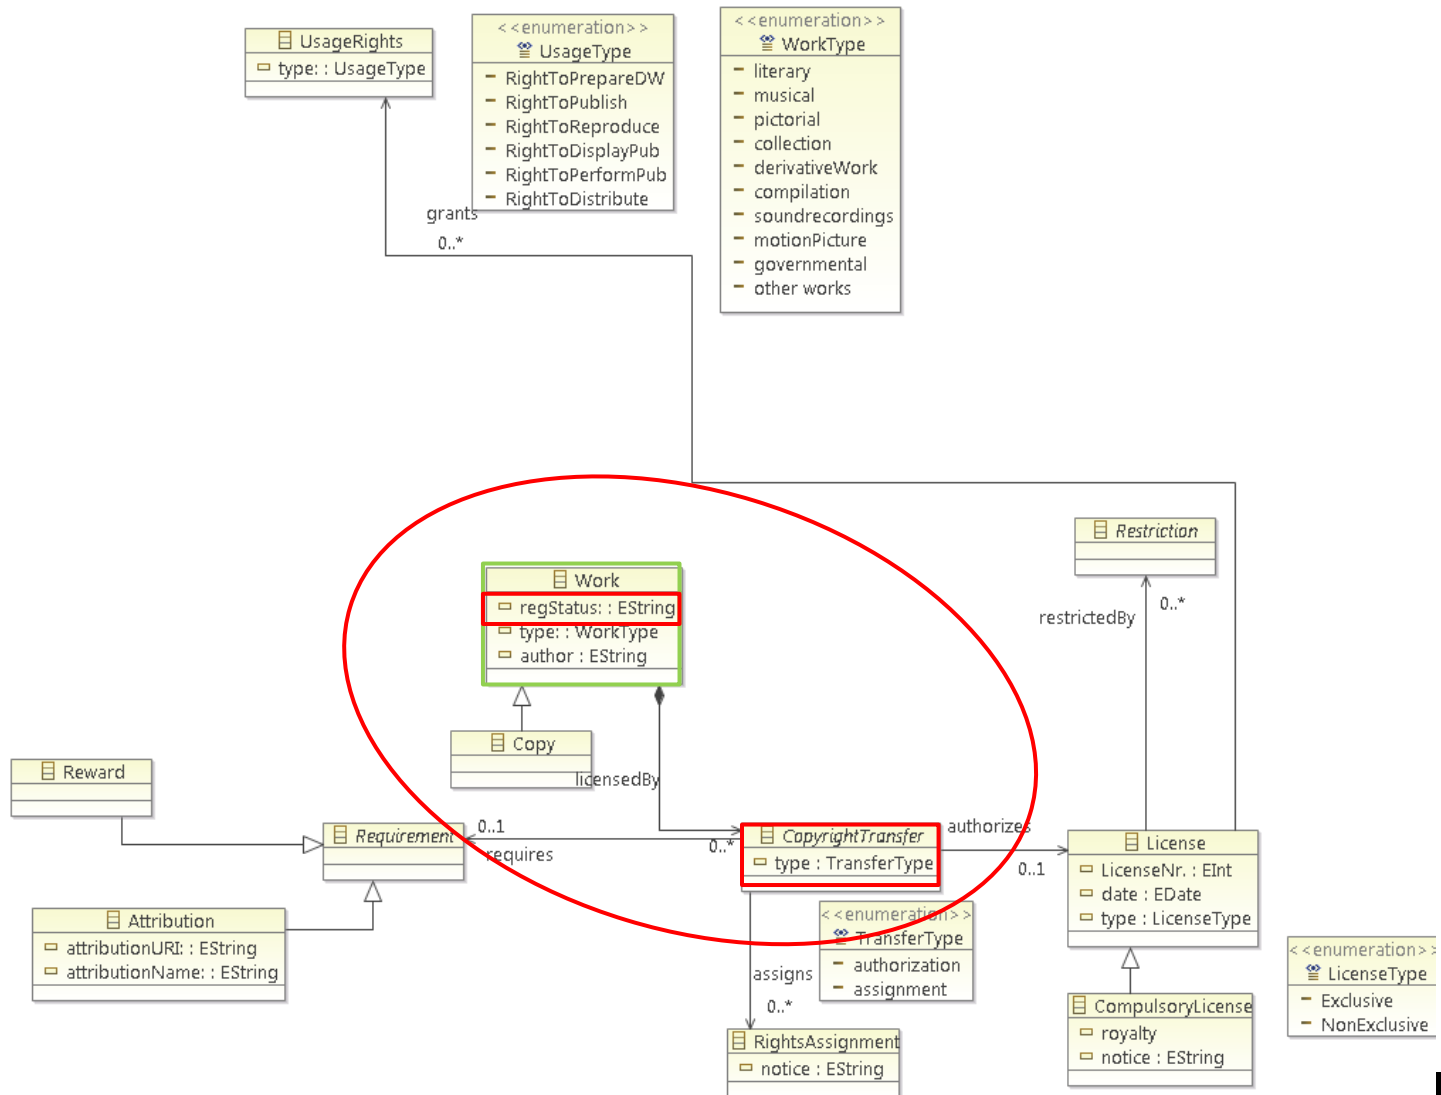 UsageRights
type: : UsageType
<<enumeration>>
UsageType
RightToPrepareDW
RightToPublish
RightToReproduce
RightToDisplayPub
RightToPerformPub
RightToDistribute
<<enumeration>>
WorkType
literary
musical
pictorial
collection
derivativeWork
compilation
soundrecordings
motionPicture
governmental
other works
grants
0..*
Restriction
restrictedBy
0..*
Work
regStatus: : EString
type: : WorkType
author : EString
Copy
licensedBy
Reward
Requirement
0..1
requires
0..*
CopyrightTransfer
type : TransferType
authorizes
0..1
License
LicenseNr. : EInt
date : EDate
type : LicenseType
Attribution
attributionURI: : EString
attributionName: : EString
<<enumeration>>
TransferType
authorization
assignment
assigns
0..*
RightsAssignment
notice : EString
CompulsoryLicense
royalty
notice : EString
<<enumeration>>
LicenseType
Exclusive
NonExclusive